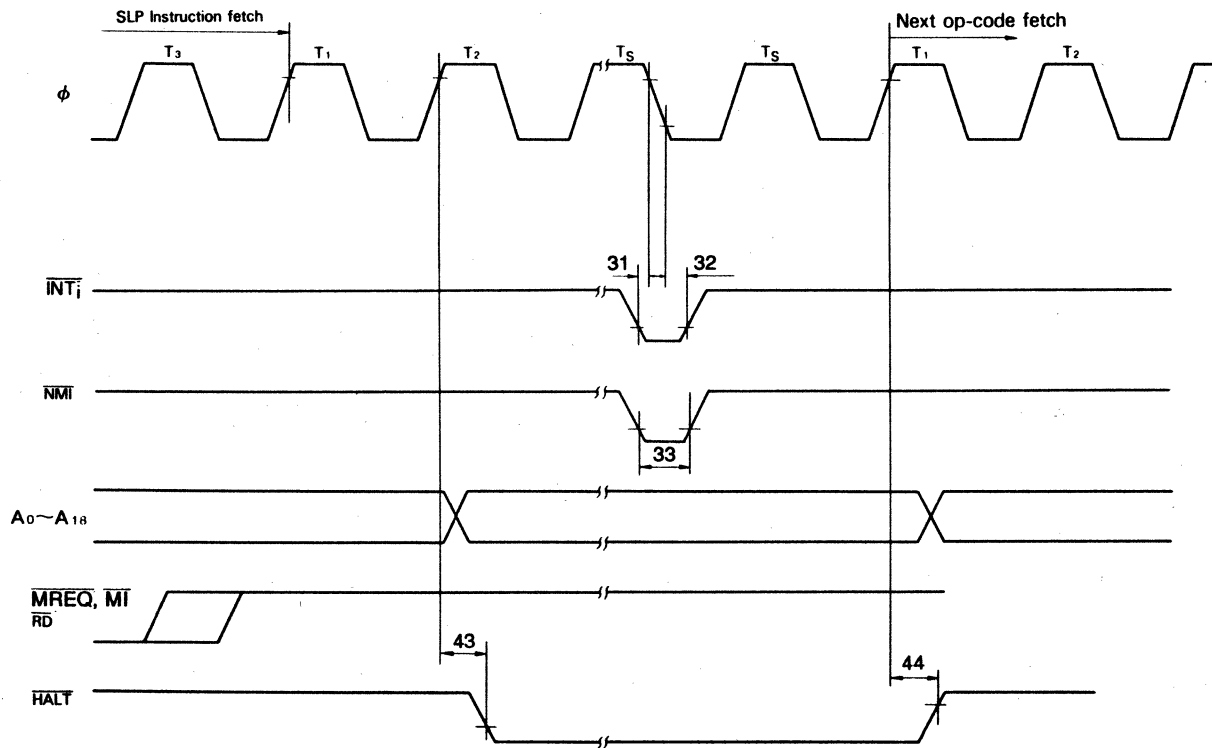 SLP Instruction fetch
Next op-code fetch
T3 T1 T2 TS TS T1 T2
ϕ
31 32
INTi
NMI
33
A0~A18
MREQ, MI
RD
43 44
HALT